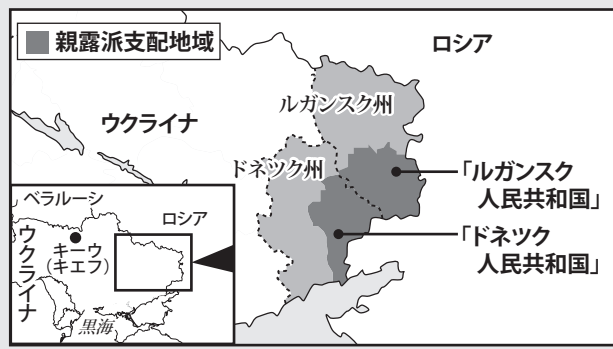 親露派支配地域
ロシア
ルガンスク州
ウクライナ
ドネツク州
「ルガンスク
人民共和国」
「ドネツク
人民共和国」
ベラルーシ
ロシア
キーウ
(キエフ)
ウクライナ
黒海